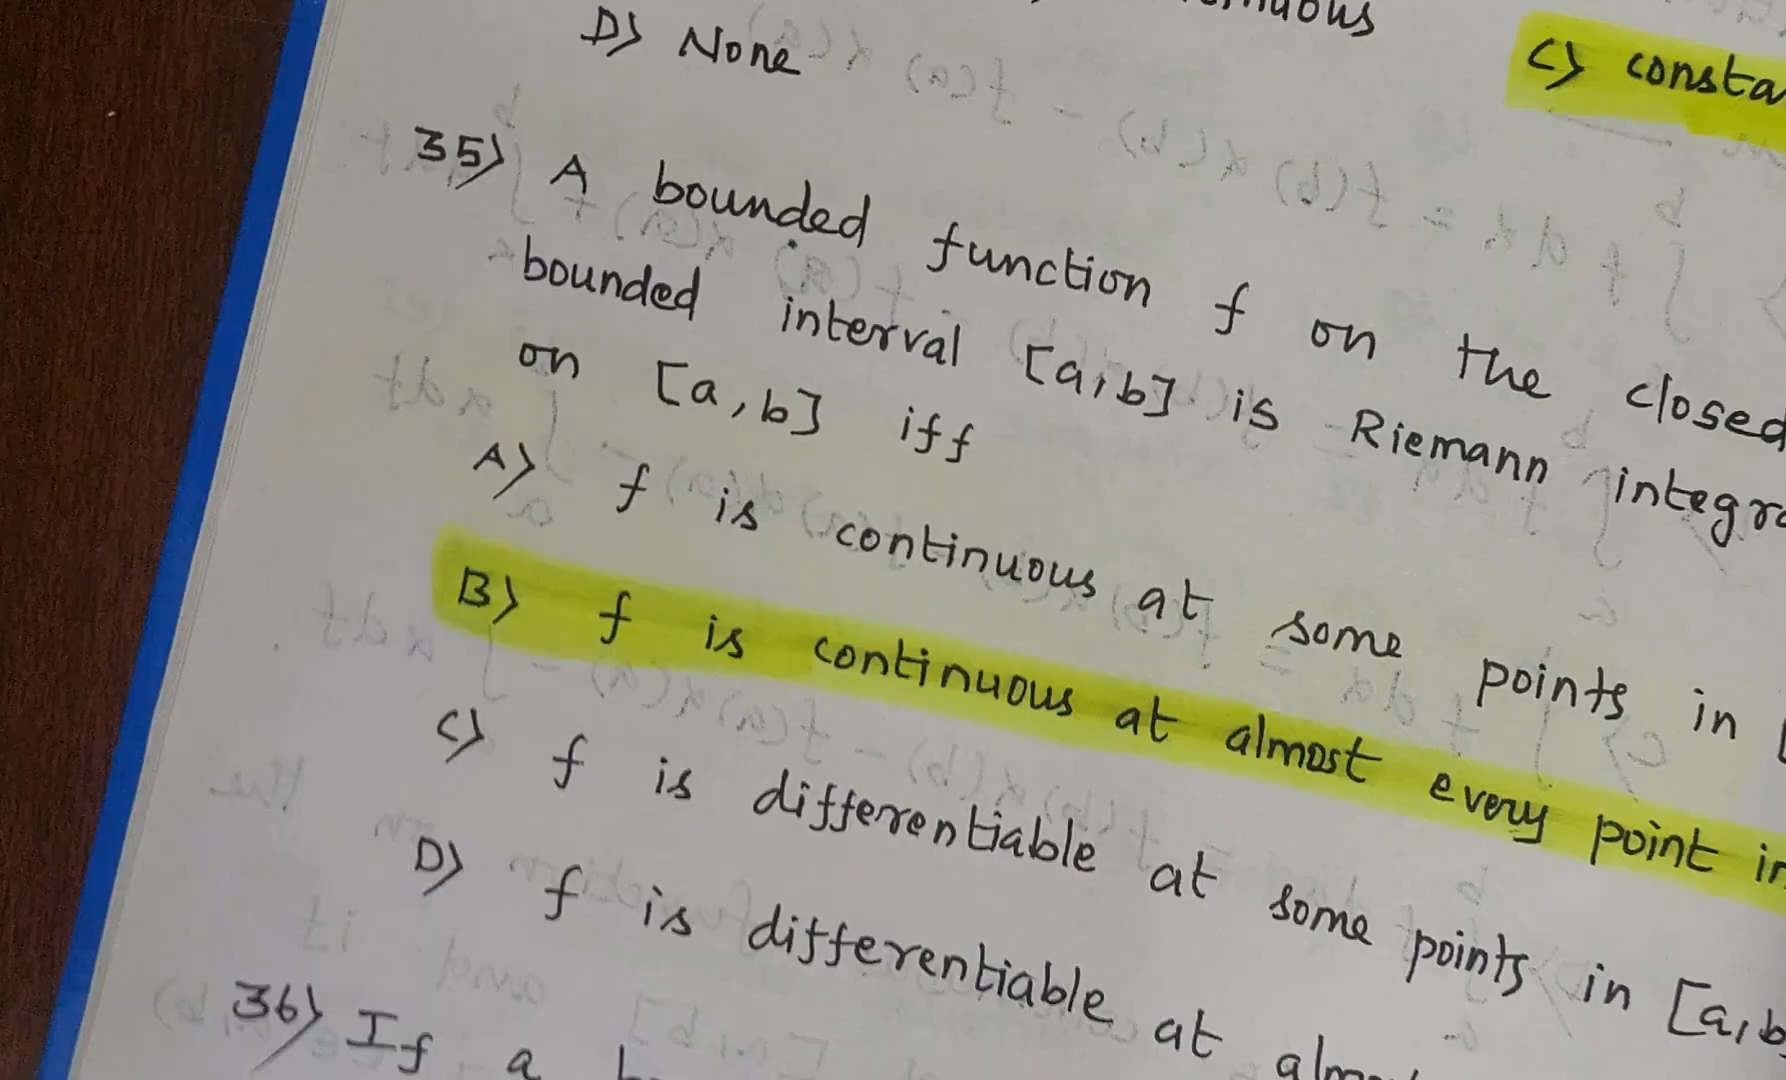 D) None
C) consta
35) A bounded function f on the closed
bounded interval [a,b] is Riemann integra
on [a,b] iff
A) f is continuous at some points in [
B) f is continuous at almost every point in
C) f is differentiable at some points in [a,b
D) f is differentiable at almo
36) If a